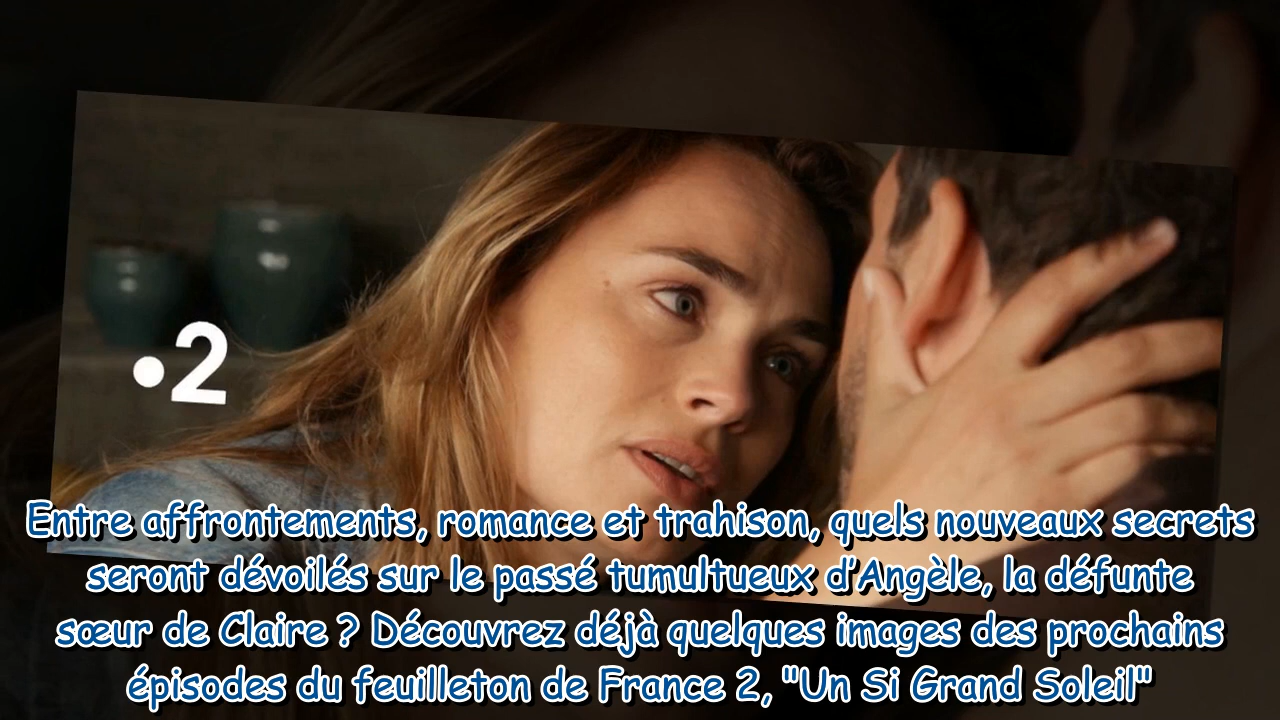 •2
Entre affrontements, romance et trahison, quels nouveaux secrets
seront dévoilés sur le passé tumultueux d’Angèle, la défunte
sœur de Claire ? Découvrez déjà quelques images des prochains
épisodes du feuilleton de France 2, "Un Si Grand Soleil"